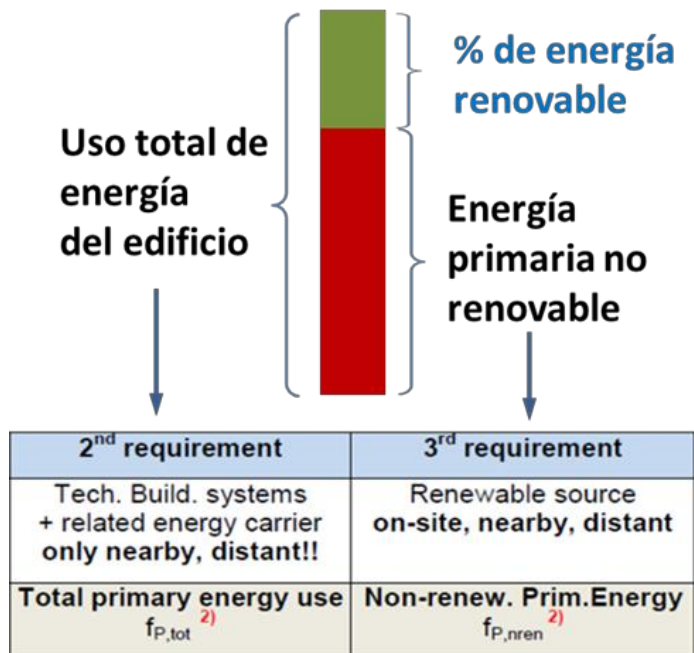 % de energía
renovable
Uso total de
energía
del edificio
Energía
primaria no
renovable
2nd requirement
3rd requirement
Tech. Build. systems
+ related energy carrier
only nearby, distant!!
Renewable source
on-site, nearby, distant
Total primary energy use
fP,tot 2)
Non-renew. Prim.Energy
fP,nren 2)